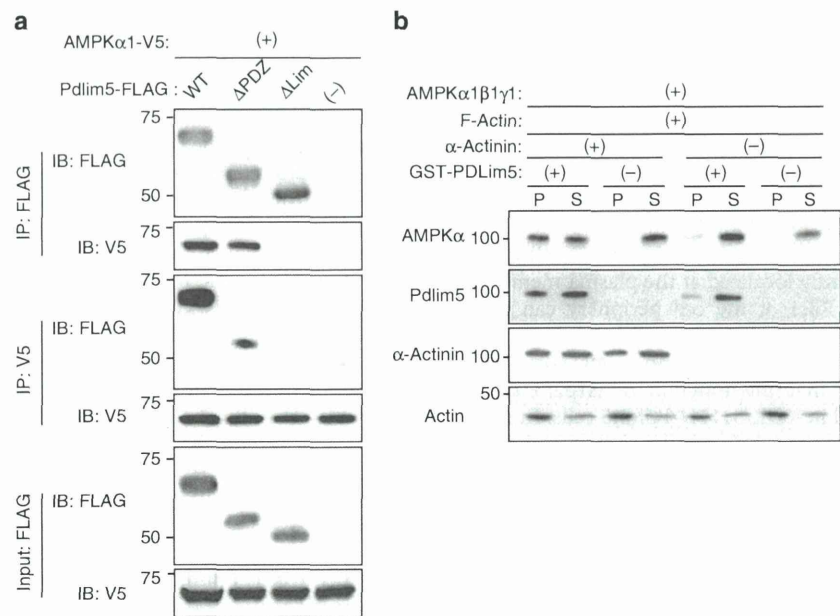 a
AMPKα1-V5: (+)
Pdlim5-FLAG : WT ΔPDZ ΔLim (−)
IP: FLAG
75
IB: FLAG
50
75
IB: V5
IP: V5
75
IB: FLAG
50
75
IB: V5
Input: FLAG
75
IB: FLAG
50
75
IB: V5
b
AMPKα1β1γ1: (+)
F-Actin: (+)
α-Actinin: (+) (−)
GST-PDLim5: (+) (−) (+) (−)
P S P S P S P S
AMPKα 100
Pdlim5 100
α-Actinin 100
50
Actin